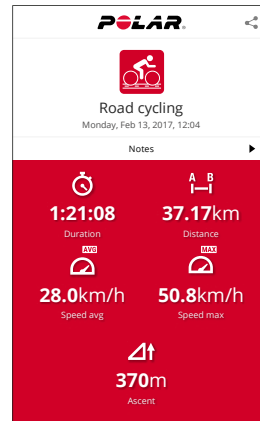 POLAR.
Road cycling
Monday, Feb 13, 2017, 12:04
Notes
A B
1:21:08
37.17km
Duration
Distance
AVG
MAX
28.0km/h
50.8km/h
Speed avg
Speed max
370m
Ascent